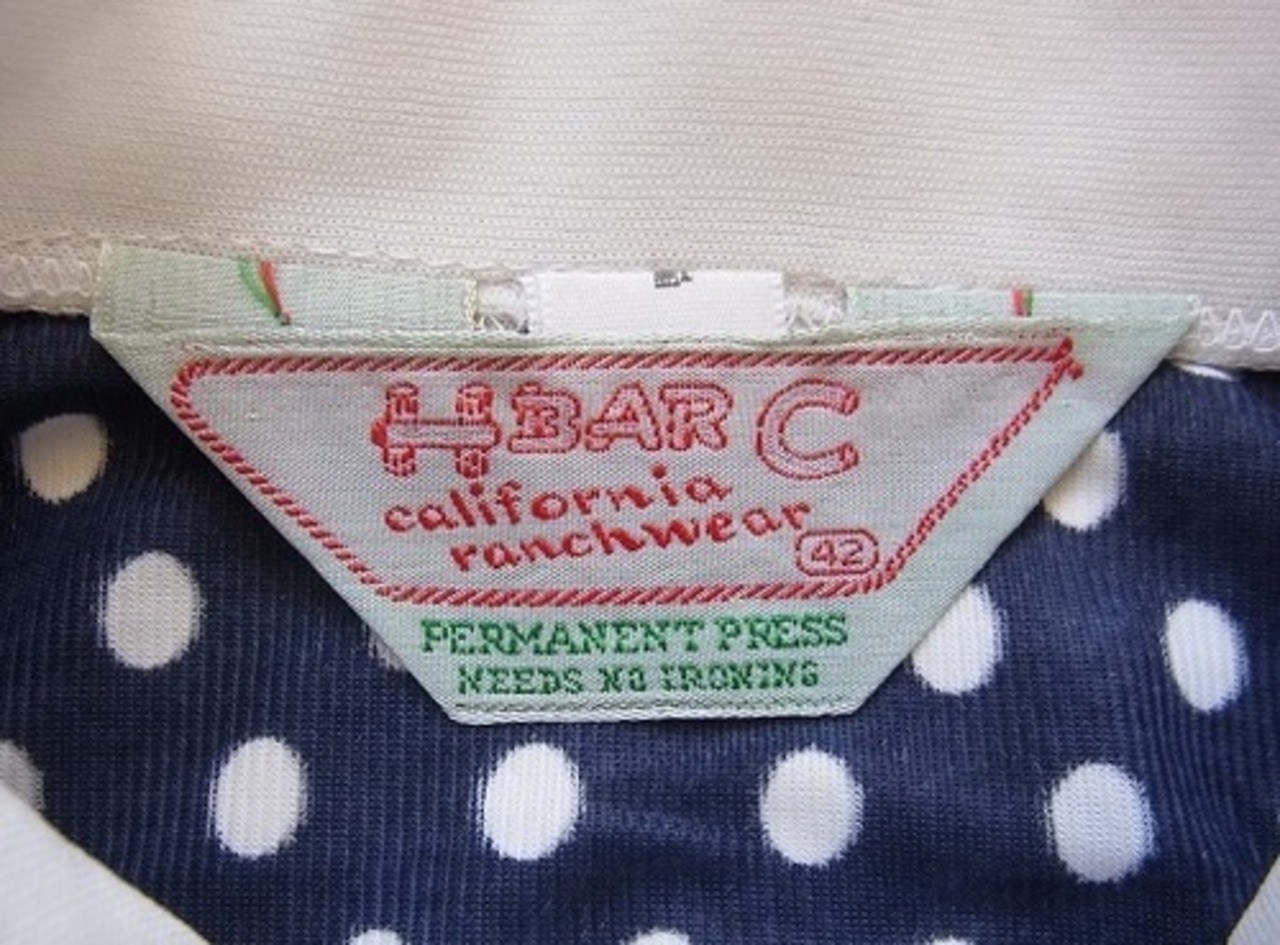 H BAR C
california
ranchwear
42
PERMANENT PRESS
NEEDS NO IRONING